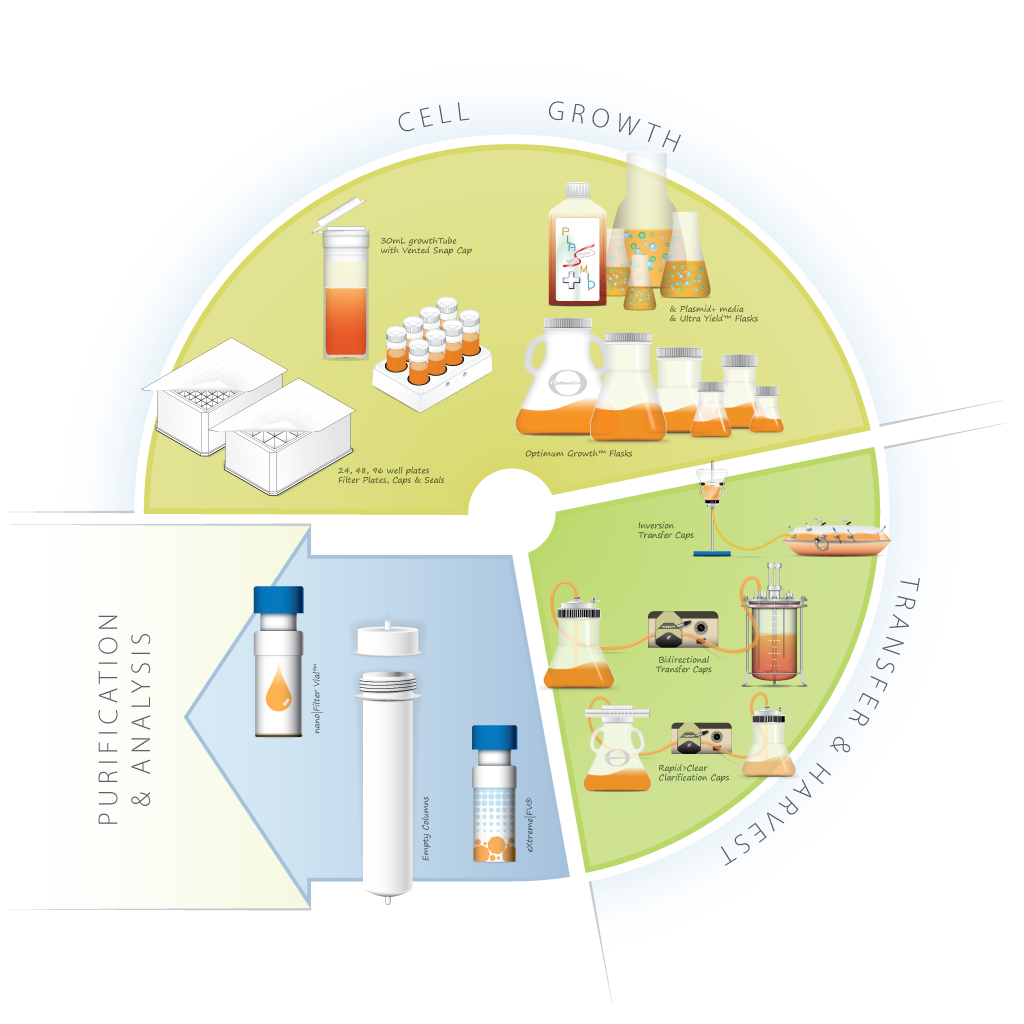 CELL GROWTH
30mL growthTube
with Vented Snap Cap
PLASMID
+
& Plasmid+ media
& Ultra Yield™ Flasks
24, 48, 96 well plates
Filter Plates, Caps & Seals
Optimum Growth™ Flasks
Inversion
Transfer Caps
Bidirectional
Transfer Caps
Rapid>Clear
Clarification Caps
TRANSFER & HARVEST
PURIFICATION
& ANALYSIS
nano|Filter Vial™
Empty Columns
eXtreme|FV®